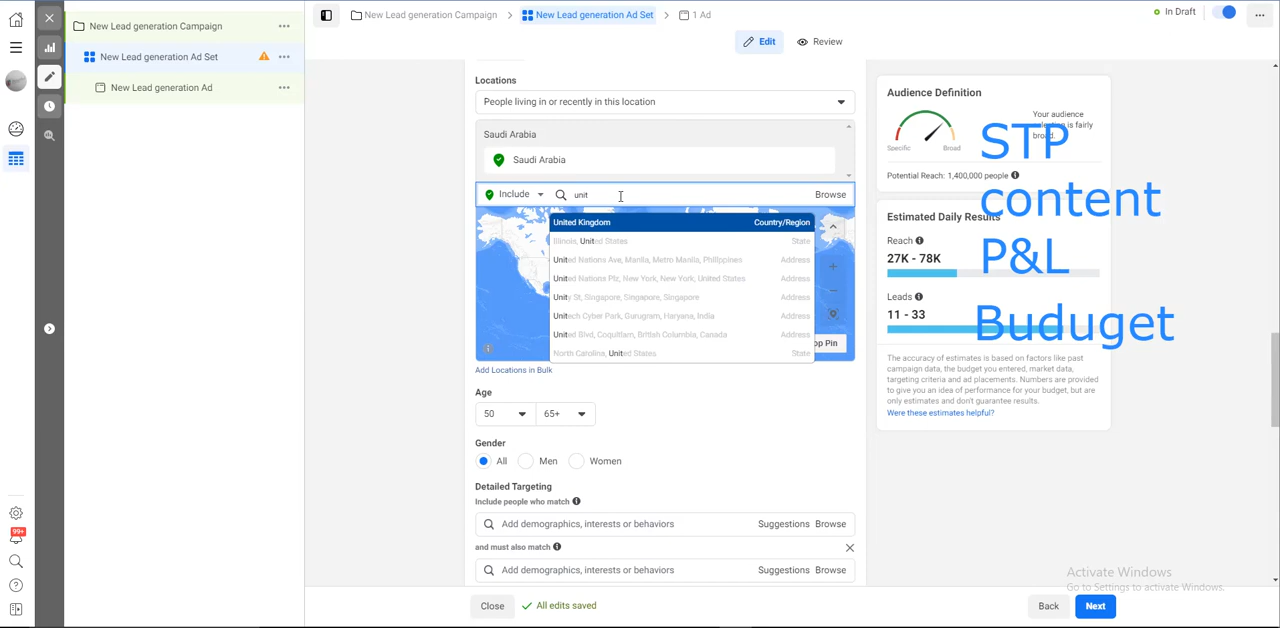 New Lead generation Campaign
New Lead generation Ad Set
New Lead generation Ad
99+
New Lead generation Campaign > New Lead generation Ad Set > 1 Ad
In Draft
Edit
Review
Locations
People living in or recently in this location
Saudi Arabia
Saudi Arabia
Include
unit
Browse
United Kingdom Country/Region
Illinois, United States State
United Nations Ave, Manila, Metro Manila, Philippines Address
United Nations Plz, New York, New York, United States Address
Unity St, Singapore, Singapore, Singapore Address
Unitech Cyber Park, Gurugram, Haryana, India Address
United Blvd, Coquitlam, British Columbia, Canada Address
North Carolina, United States State
op Pin
Add Locations in Bulk
Age
50 65+
Gender
All Men Women
Detailed Targeting
Include people who match
Add demographics, interests or behaviors Suggestions Browse
and must also match
Add demographics, interests or behaviors Suggestions Browse
Close
All edits saved
Back
Next
Audience Definition
Specific Broad
Your audience
selection is fairly
broad.
Potential Reach: 1,400,000 people
Estimated Daily Results
Reach
27K - 78K
Leads
11 - 33
The accuracy of estimates is based on factors like past
campaign data, the budget you entered, market data,
targeting criteria and ad placements. Numbers are provided
to give you an idea of performance for your budget, but are
only estimates and don't guarantee results.
Were these estimates helpful?
STP
content
P&L
Buduget
Activate Windows
Go to Settings to activate Windows.